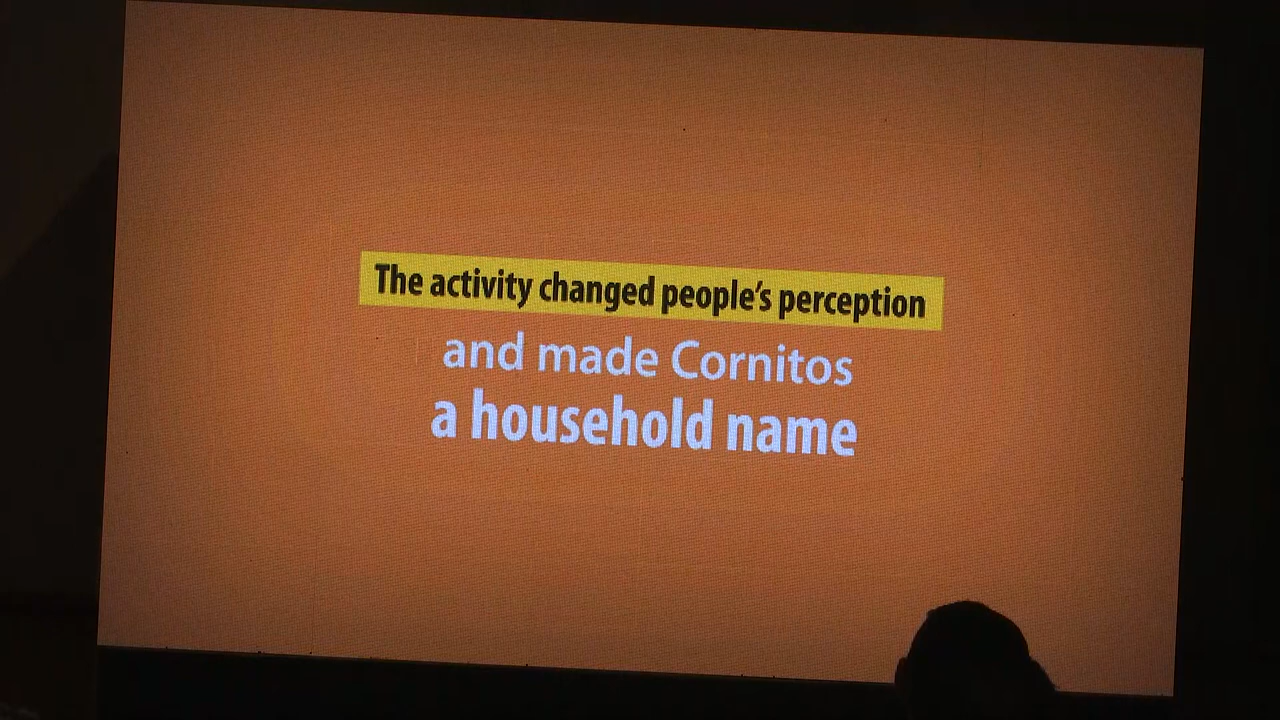 The activity changed people's perception
and made Cornitos
a household name